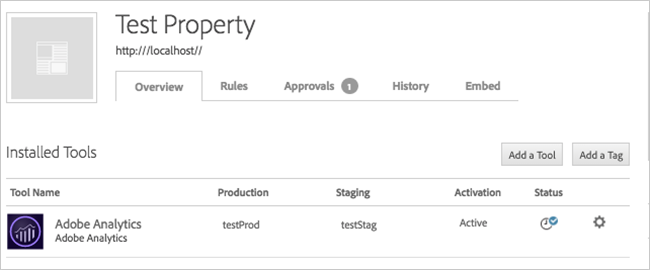 Test Property
http:///localhost//
Overview Rules Approvals 1 History Embed
Installed Tools Add a Tool Add a Tag
Tool Name Production Staging Activation Status
Adobe Analytics testProd testStag Active
Adobe Analytics